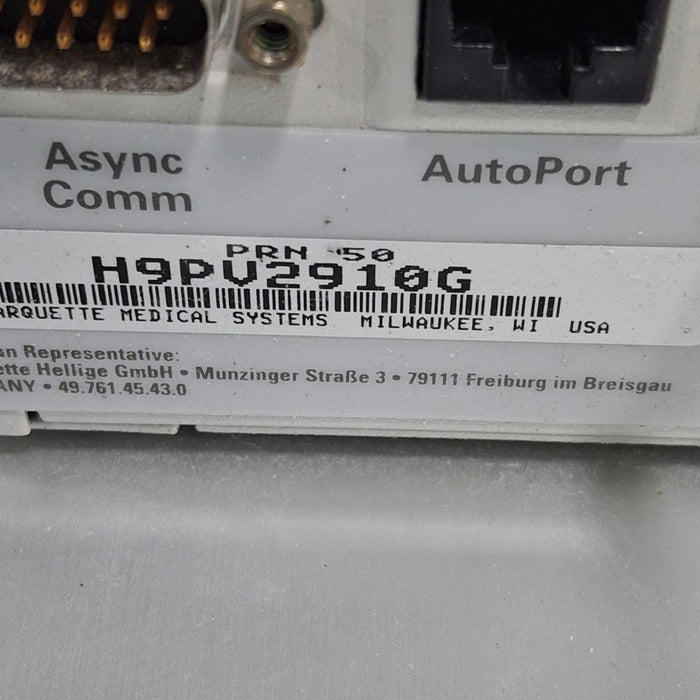 Async
Comm
AutoPort
PRN 50
H9PV2910G
ARQUETTE MEDICAL SYSTEMS MILWAUKEE, WI USA
an Representative:
ette Hellige GmbH • Munzinger Straße 3 • 79111 Freiburg im Breisgau
ANY • 49.761.45.43.0